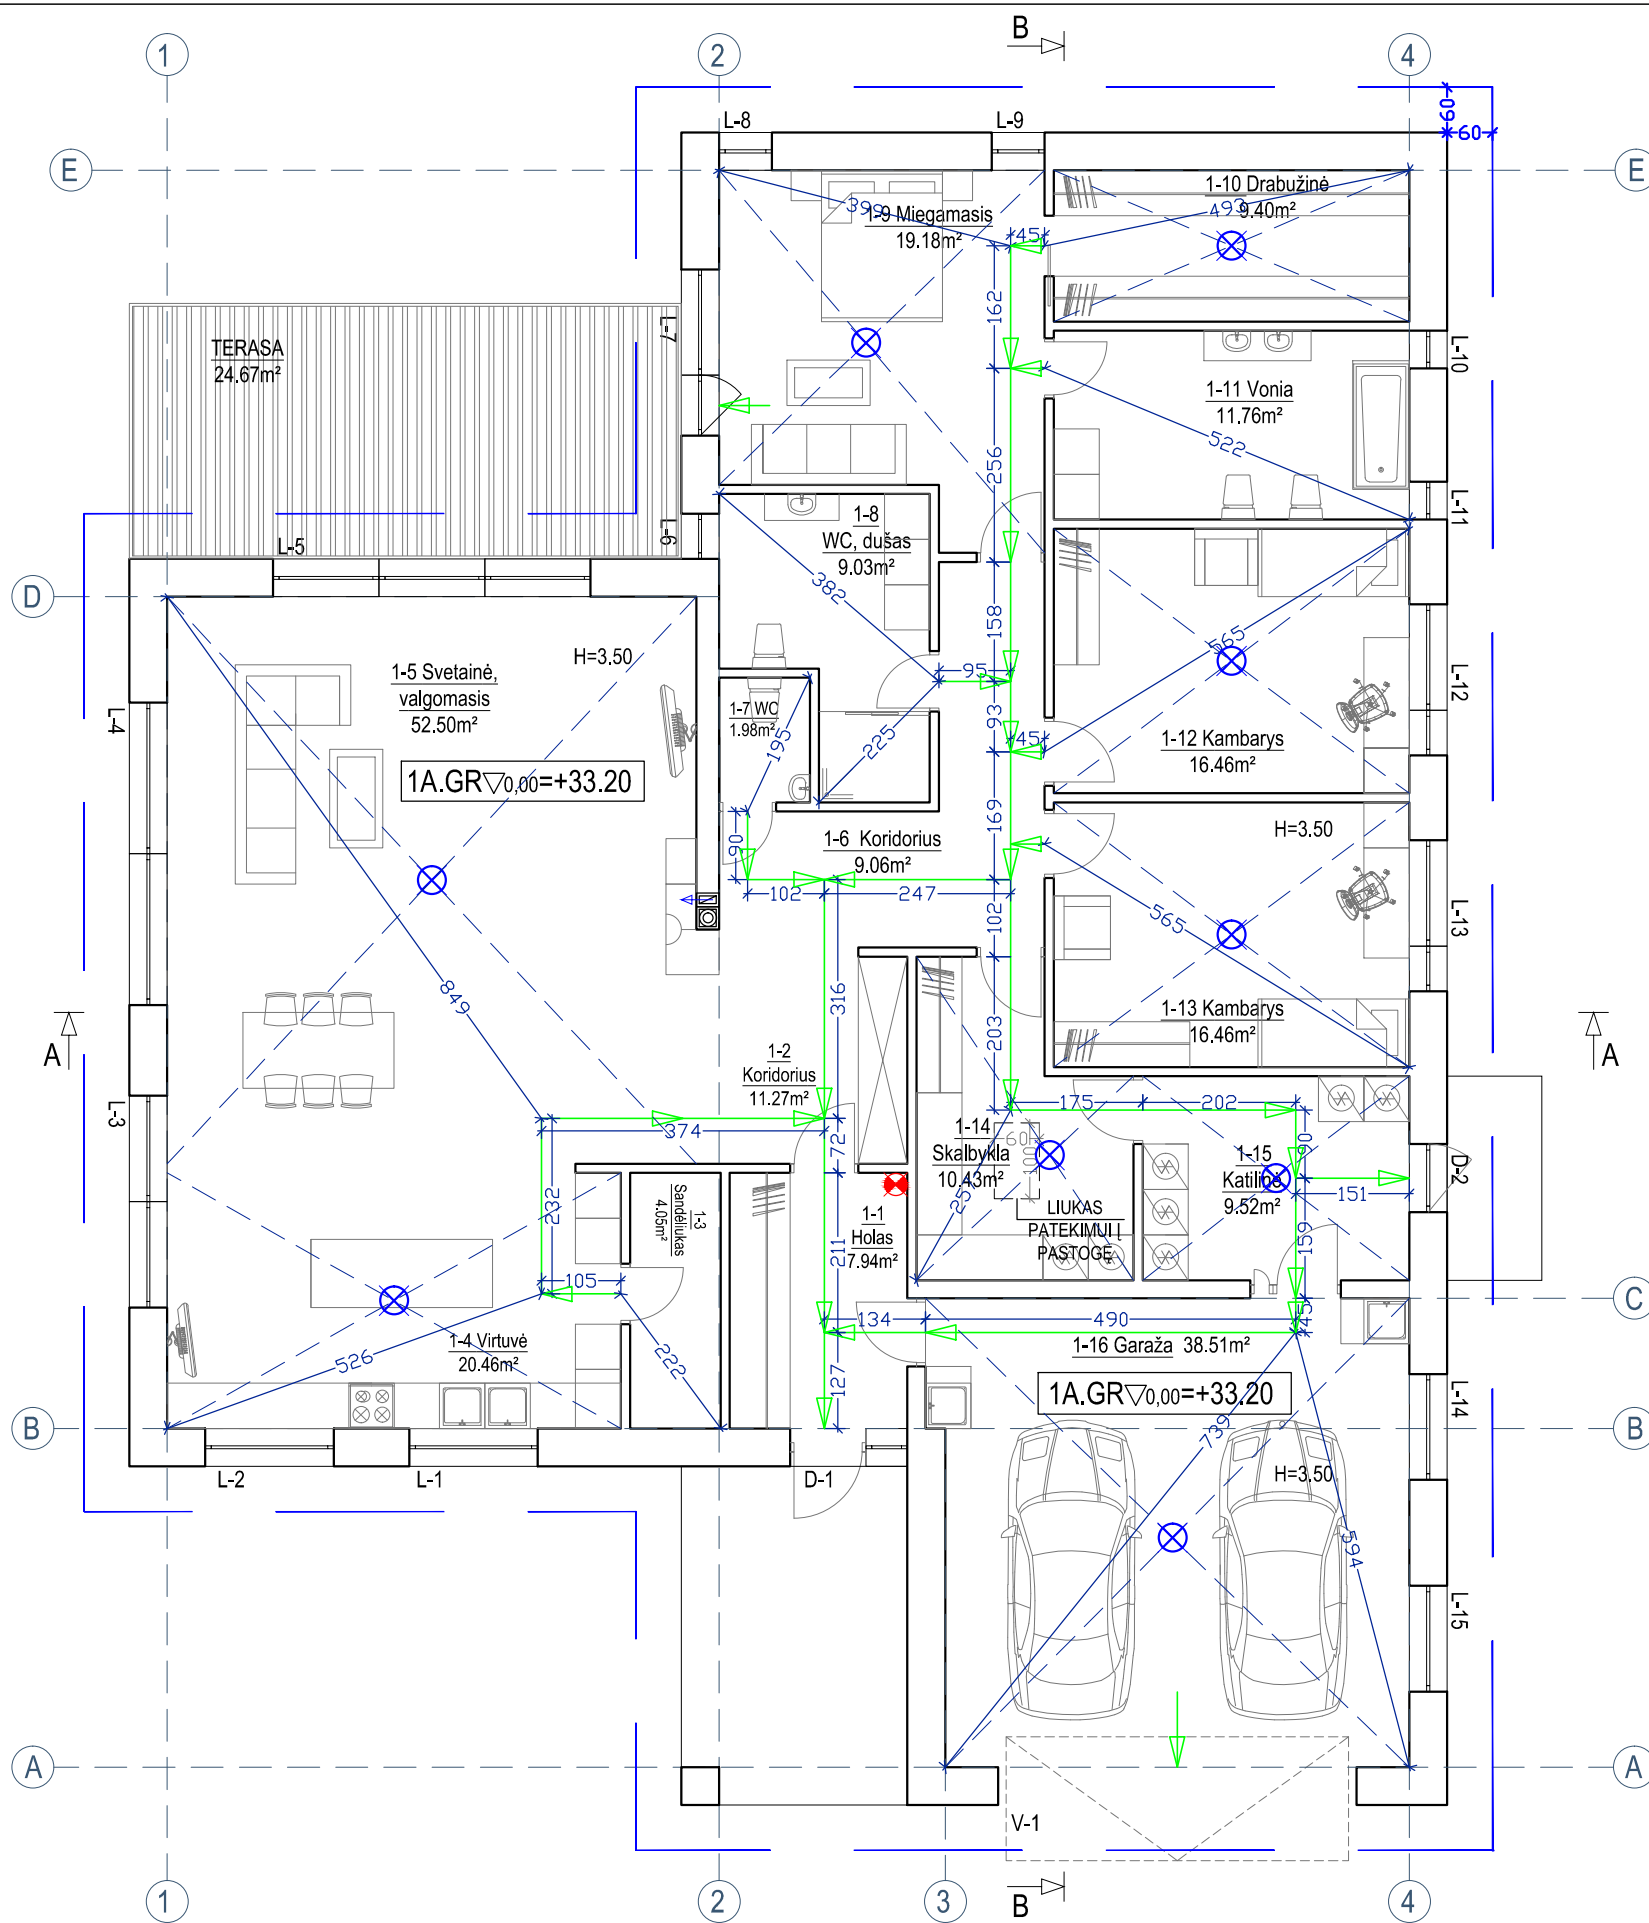 B
1
2
4
60
60
L-8
L-9
E
E
1-10 Drabužinė
9.40m²
493
399
1-9 Miegamasis
19.18m²
45
162
TERASA
24.67m²
L-7
L-10
1-11 Vonia
11.76m²
522
256
L-11
L-6
L-5
1-8
WC, dušas
9.03m²
382
D
158
565
H=3.50
1-5 Svetainė,
valgomasis
52.50m²
95
L-12
L-4
1-7 WC
1.98m²
195
225
93
45
1-12 Kambarys
16.46m²
1A.GR▽0,00=+33.20
169
90
1-6 Koridorius
9.06m²
H=3.50
102
247
102
565
L-13
849
316
203
1-13 Kambarys
16.46m²
A
A
1-2
Koridorius
11.27m²
L-3
374
72
175
202
90
1-14
Skalbykla
10.43m²
60
100
1-15
Katilinė
9.52m²
151
D-2
257
LIUKAS
PATEKIMUI Į
PASTOGĘ
159
232
1-3
Sandėliukas
4.05m²
1-1
Holas
7.94m²
211
105
C
134
490
45
1-4 Virtuvė
20.46m²
526
222
127
1-16 Garaža 38.51m²
1A.GR▽0,00=+33.20
L-14
739
B
B
L-2
L-1
D-1
H=3.50
594
L-15
A
A
V-1
1
2
3
4
B